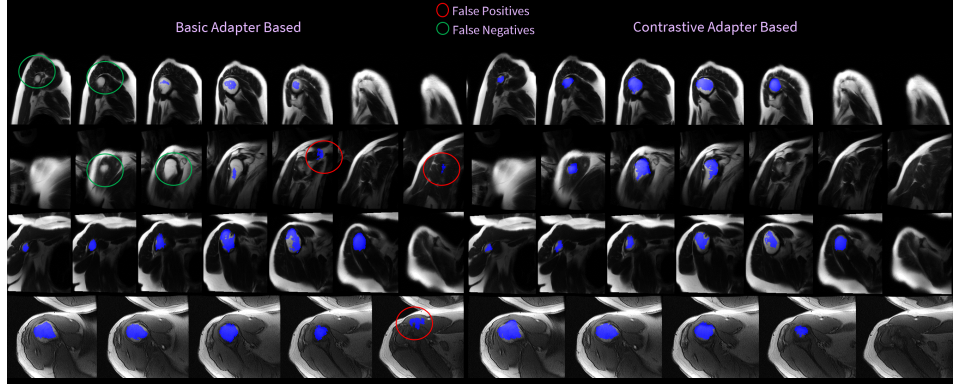 Basic Adapter Based
False Positives
False Negatives
Contrastive Adapter Based